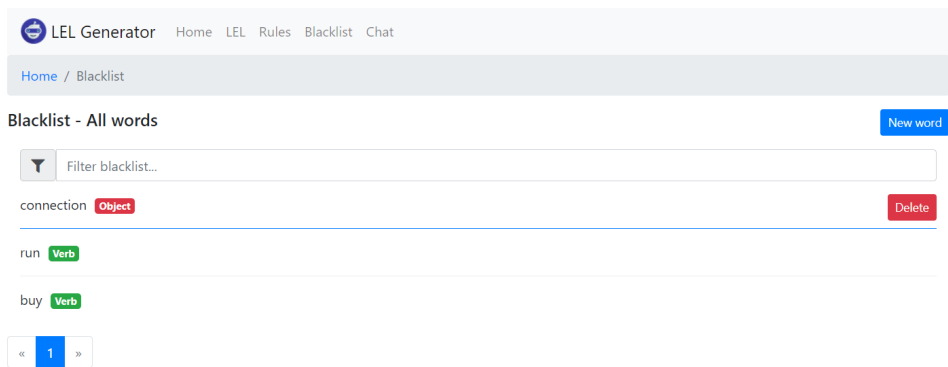 LEL Generator Home LEL Rules Blacklist Chat
Home / Blacklist
Blacklist - All words
New word
Filter blacklist...
connection Object Delete
run Verb
buy Verb
« 1 »